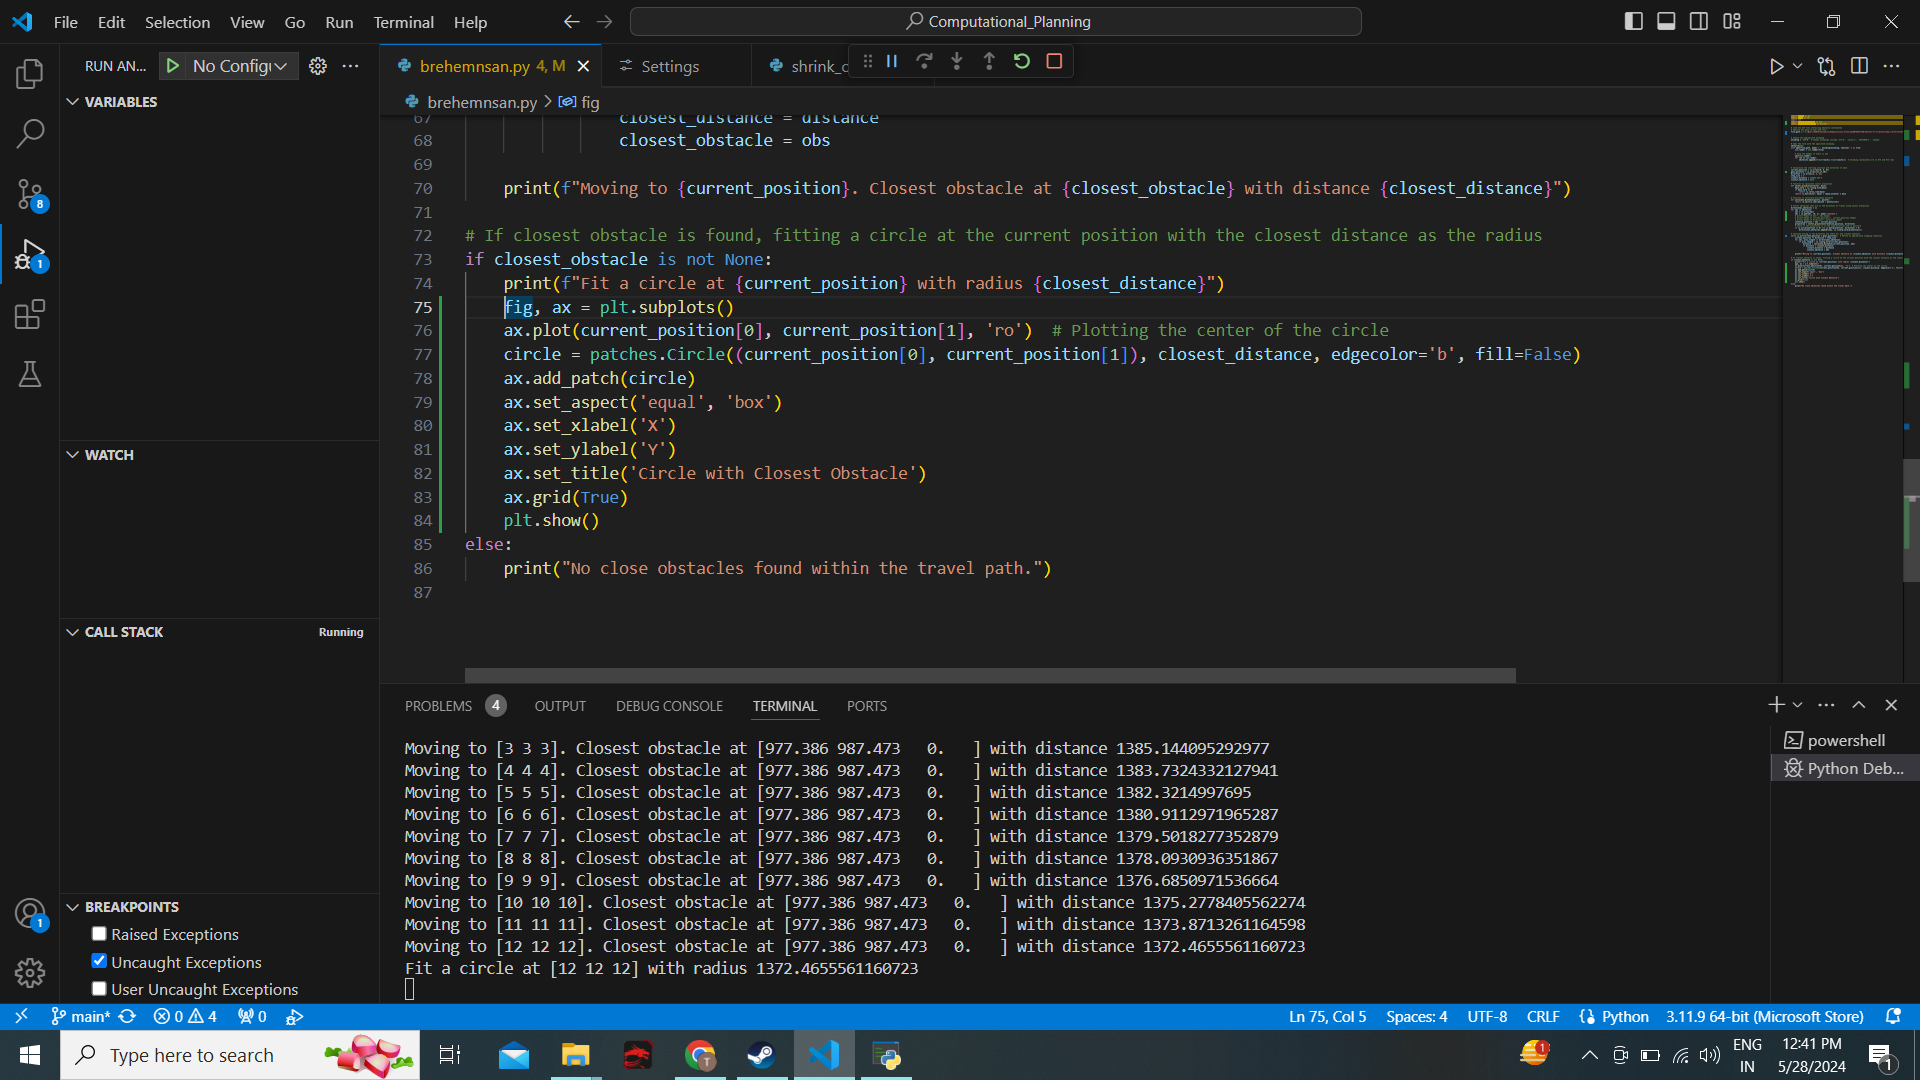 File Edit Selection View Go Run Terminal Help
Computational_Planning
RUN AN... No Config
brehemnsan.py 4, M
Settings
shrink_c
VARIABLES
brehemnsan.py > fig
67 closest_distance = distance
68 closest_obstacle = obs
69
70 print(f"Moving to {current_position}. Closest obstacle at {closest_obstacle} with distance {closest_distance}")
71
72 # If closest obstacle is found, fitting a circle at the current position with the closest distance as the radius
73 if closest_obstacle is not None:
74 print(f"Fit a circle at {current_position} with radius {closest_distance}")
75 fig, ax = plt.subplots()
76 ax.plot(current_position[0], current_position[1], 'ro')  # Plotting the center of the circle
77 circle = patches.Circle((current_position[0], current_position[1]), closest_distance, edgecolor='b', fill=False)
78 ax.add_patch(circle)
79 ax.set_aspect('equal', 'box')
80 ax.set_xlabel('X')
81 ax.set_ylabel('Y')
82 ax.set_title('Circle with Closest Obstacle')
83 ax.grid(True)
84 plt.show()
85 else:
86 print("No close obstacles found within the travel path.")
87
WATCH
CALL STACK Running
BREAKPOINTS
Raised Exceptions
Uncaught Exceptions
User Uncaught Exceptions
8
1
1
PROBLEMS 4 OUTPUT DEBUG CONSOLE TERMINAL PORTS
Moving to [3 3 3]. Closest obstacle at [977.386 987.473   0.   ] with distance 1385.144095292977
Moving to [4 4 4]. Closest obstacle at [977.386 987.473   0.   ] with distance 1383.7324332127941
Moving to [5 5 5]. Closest obstacle at [977.386 987.473   0.   ] with distance 1382.3214997695
Moving to [6 6 6]. Closest obstacle at [977.386 987.473   0.   ] with distance 1380.9112971965287
Moving to [7 7 7]. Closest obstacle at [977.386 987.473   0.   ] with distance 1379.5018277352879
Moving to [8 8 8]. Closest obstacle at [977.386 987.473   0.   ] with distance 1378.0930936351867
Moving to [9 9 9]. Closest obstacle at [977.386 987.473   0.   ] with distance 1376.6850971536664
Moving to [10 10 10]. Closest obstacle at [977.386 987.473   0.   ] with distance 1375.2778405562274
Moving to [11 11 11]. Closest obstacle at [977.386 987.473   0.   ] with distance 1373.8713261164598
Moving to [12 12 12]. Closest obstacle at [977.386 987.473   0.   ] with distance 1372.4655561160723
Fit a circle at [12 12 12] with radius 1372.4655561160723
powershell
Python Deb...
main* 0 4 0
Ln 75, Col 5 Spaces: 4 UTF-8 CRLF Python 3.11.9 64-bit (Microsoft Store)
Type here to search
T
1
ENG
IN
12:41 PM
5/28/2024
1